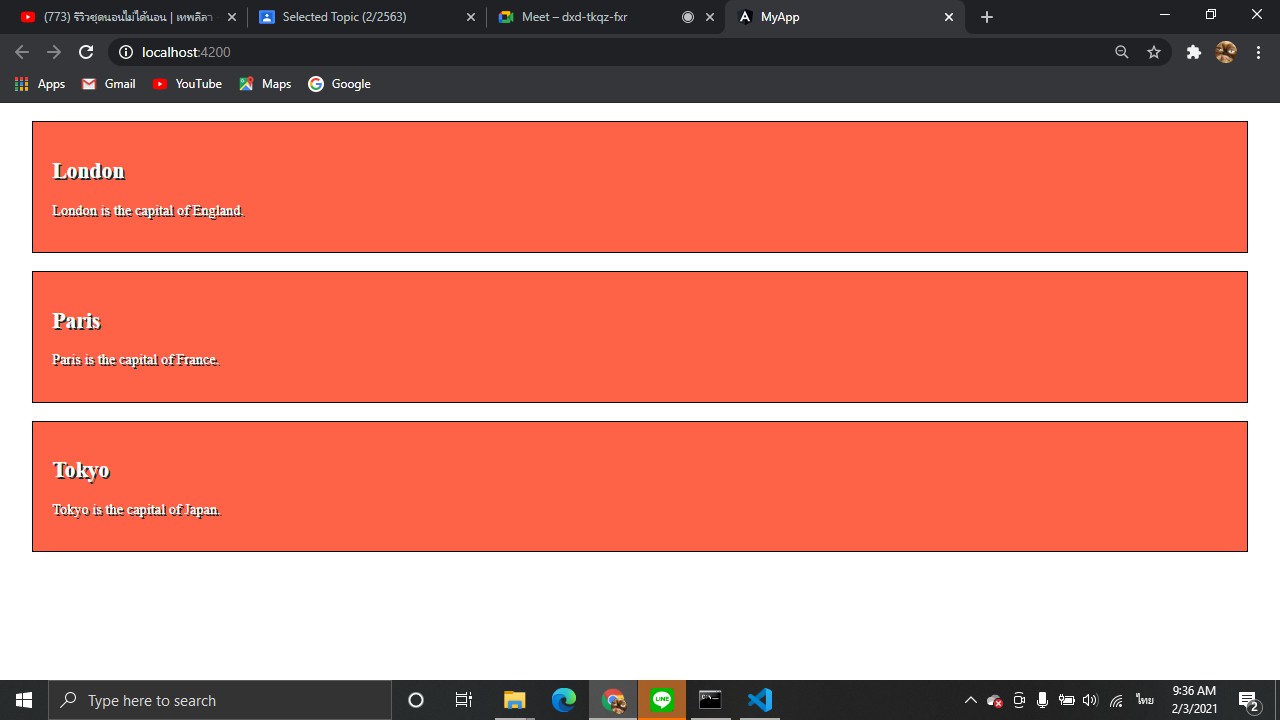 (773) รีวิวชุดนอนไม่ได้นอน | เทพลีลา
Selected Topic (2/2563)
Meet – dxd-tkqz-fxr
MyApp
localhost:4200
Apps
Gmail
YouTube
Maps
Google
London
London is the capital of England.
Paris
Paris is the capital of France.
Tokyo
Tokyo is the capital of Japan.
Type here to search
LINE
ไทย
9:36 AM
2/3/2021
2